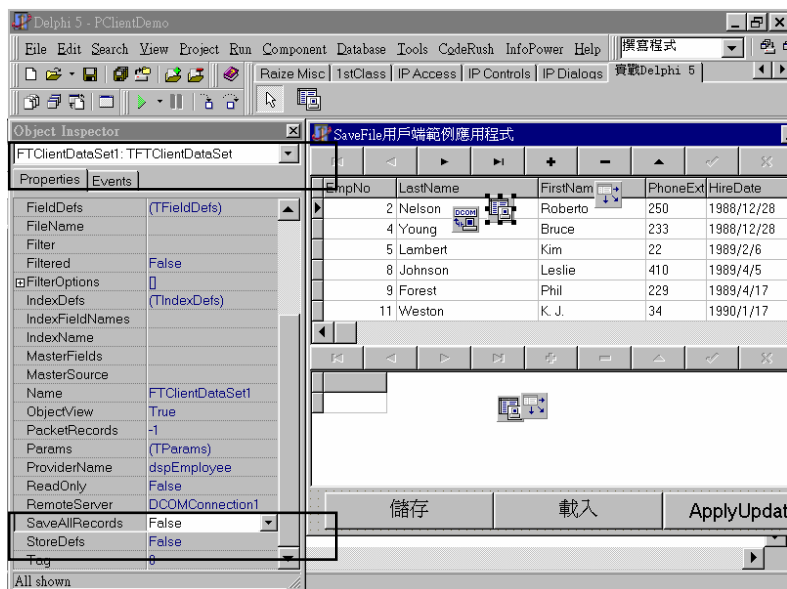 Delphi 5 - PClientDemo
File Edit Search View Project Run Component Database Tools CodeRush InfoPower Help 撰寫程式
Raize Misc 1stClass IP Access IP Controls IP Dialogs 實戰Delphi 5
Object Inspector
FTClientDataSet1: TFTClientDataSet
Properties Events
FieldDefs (TFieldDefs)
FileName
Filter
Filtered False
FilterOptions []
IndexDefs (TIndexDefs)
IndexFieldNames
IndexName
MasterFields
MasterSource
Name FTClientDataSet1
ObjectView True
PacketRecords -1
Params (TParams)
ProviderName dspEmployee
ReadOnly False
RemoteServer DCOMConnection1
SaveAllRecords False
StoreDefs False
Tag 0
All shown
SaveFile用戶端範例應用程式
EmpNo LastName FirstNam PhoneExt HireDate
2 Nelson Roberto 250 1988/12/28
4 Young Bruce 233 1988/12/28
5 Lambert Kim 22 1989/2/6
8 Johnson Leslie 410 1989/4/5
9 Forest Phil 229 1989/4/17
11 Weston K. J. 34 1990/1/17
DCOM
儲存 載入 ApplyUpdat